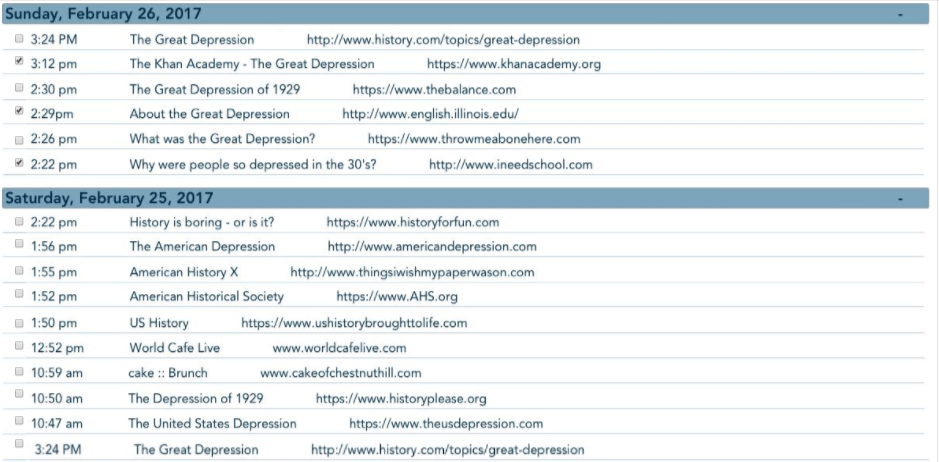 Sunday, February 26, 2017 -
3:24 PM The Great Depression http://www.history.com/topics/great-depression
3:12 pm The Khan Academy - The Great Depression https://www.khanacademy.org
2:30 pm The Great Depression of 1929 https://www.thebalance.com
2:29pm About the Great Depression http://www.english.illinois.edu/
2:26 pm What was the Great Depression? https://www.throwmeabonehere.com
2:22 pm Why were people so depressed in the 30's? http://www.ineedschool.com
Saturday, February 25, 2017 -
2:22 pm History is boring - or is it? https://www.historyforfun.com
1:56 pm The American Depression http://www.americandepression.com
1:55 pm American History X http://www.thingsiwishmypaperwason.com
1:52 pm American Historical Society https://www.AHS.org
1:50 pm US History https://www.ushistorybroughttolife.com
12:52 pm World Cafe Live www.worldcafelive.com
10:59 am cake :: Brunch www.cakeofchestnuthill.com
10:50 am The Depression of 1929 https://www.historyplease.org
10:47 am The United States Depression https://www.theusdepression.com
3:24 PM The Great Depression http://www.history.com/topics/great-depression